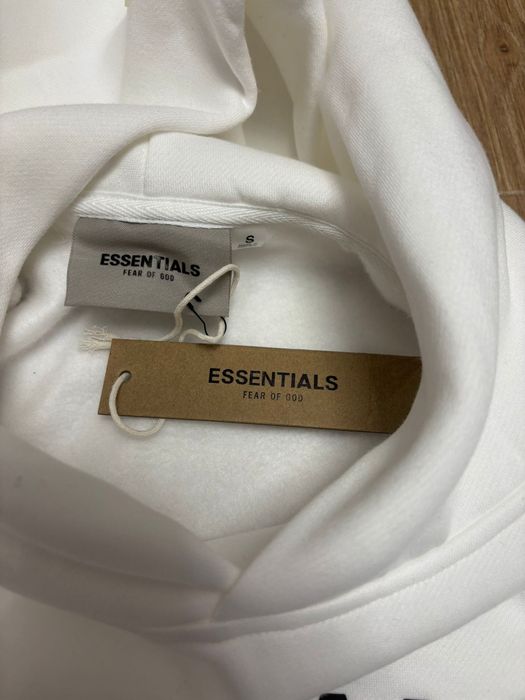 ESSENTIALS
FEAR OF GOD
S
ESSENTIALS
FEAR OF GOD